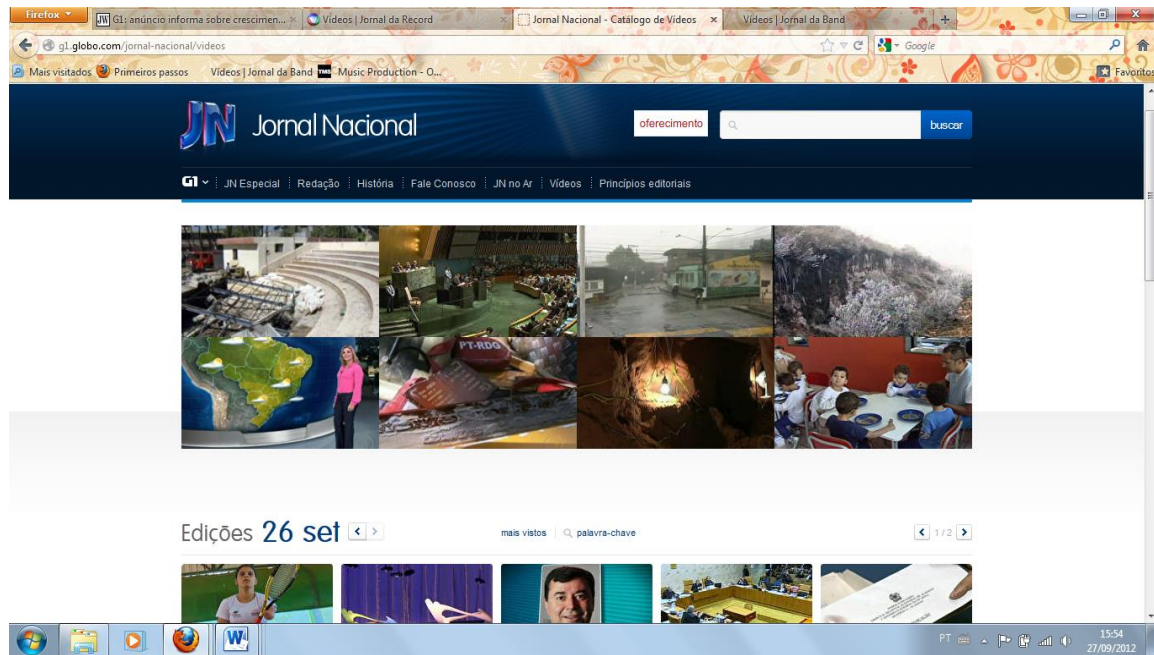 Firefox
JW G1: anúncio informa sobre crescimen...
Vídeos | Jornal da Record
Jornal Nacional - Catálogo de Vídeos
Vídeos | Jornal da Band
g1.globo.com/jornal-nacional/videos
Google
Mais visitados
Primeiros passos
Vídeos | Jornal da Band
TMS Music Production - O...
Favoritos
JN Jornal Nacional
oferecimento
buscar
G1
JN Especial
Redação
História
Fale Conosco
JN no Ar
Vídeos
Princípios editoriais
PT-RDG
Edições 26 set
mais vistos
palavra-chave
1 / 2
W
PT
15:54
27/09/2012